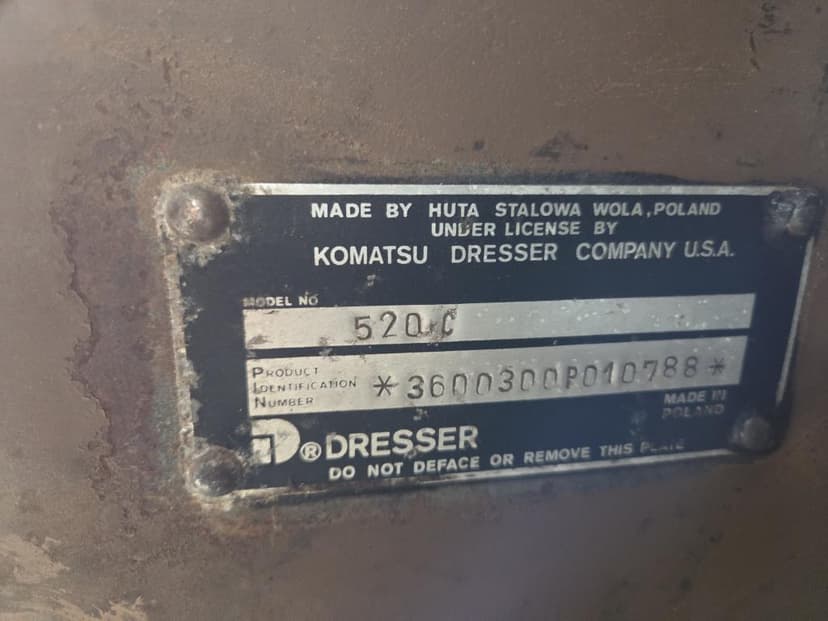 MADE BY HUTA STALOWA WOLA, POLAND
UNDER LICENSE BY
KOMATSU DRESSER COMPANY U.S.A.
MODEL NO
520 C
PRODUCT
IDENTIFICATION
NUMBER
*3600300P010788*
MADE IN
POLAND
D® DRESSER
DO NOT DEFACE OR REMOVE THIS PLATE